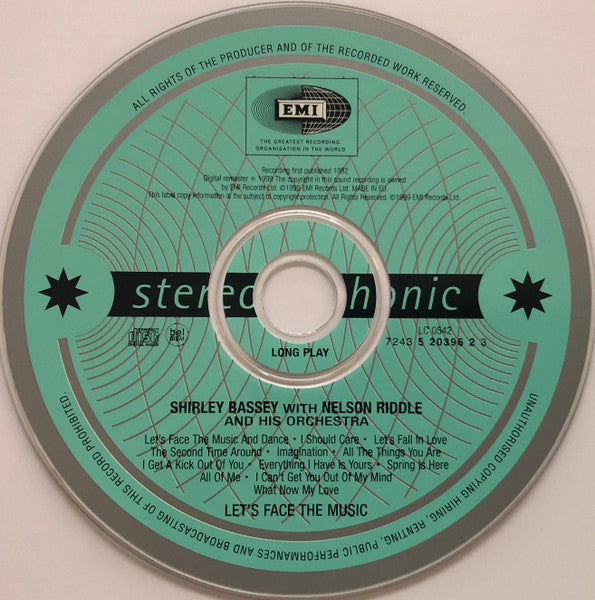 ALL RIGHTS OF THE PRODUCER AND OF THE RECORDED WORK RESERVED.
EMI
THE GREATEST RECORDING
ORGANISATION IN THE WORLD
Recording first published 1962
Digital remaster ℗ 1999 The copyright in this sound recording is owned
by EMI Records Ltd. ©1999 EMI Records Ltd. MADE IN EU.
This label copy information is the subject of copyright protection. All Rights Reserved. ©1999 EMI Records Ltd.
stereo phonic
LC 0542
7243 5 20396 2 3
LONG PLAY
SHIRLEY BASSEY WITH NELSON RIDDLE
AND HIS ORCHESTRA
Let's Face The Music And Dance • I Should Care • Let's Fall In Love
The Second Time Around • Imagination • All The Things You Are
I Get A Kick Out Of You • Everything I Have Is Yours • Spring Is Here
All Of Me • I Can't Get You Out Of My Mind
What Now My Love
LET'S FACE THE MUSIC
UNAUTHORISED COPYING HIRING, RENTING, PUBLIC PERFORMANCES AND BROADCASTING OF THIS RECORD PROHIBITED.